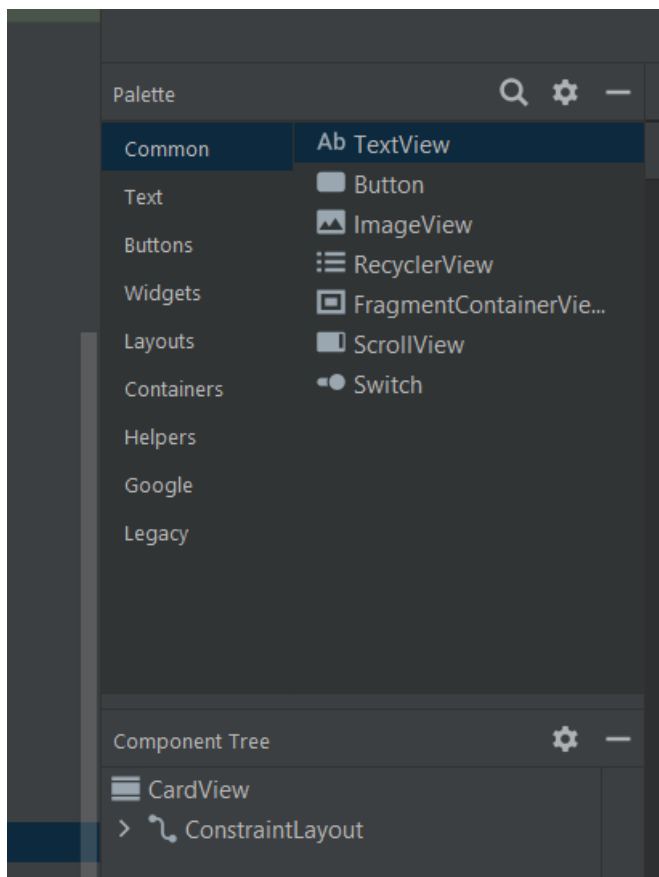 Palette
Common
Text
Buttons
Widgets
Layouts
Containers
Helpers
Google
Legacy
Ab TextView
Button
ImageView
RecyclerView
FragmentContainerVie...
ScrollView
Switch
Component Tree
CardView
ConstraintLayout